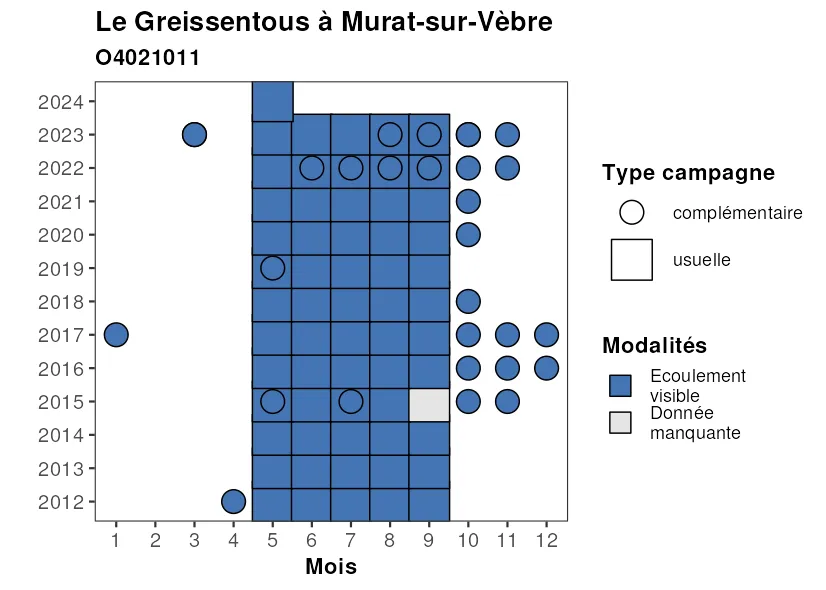 Le Greissentous à Murat-sur-Vèbre
O4021011
2024
2023
2022
2021
2020
2019
2018
2017
2016
2015
2014
2013
2012
1 2 3 4 5 6 7 8 9 10 11 12
Mois
Type campagne
complémentaire
usuelle
Modalités
Ecoulement
visible
Donnée
manquante